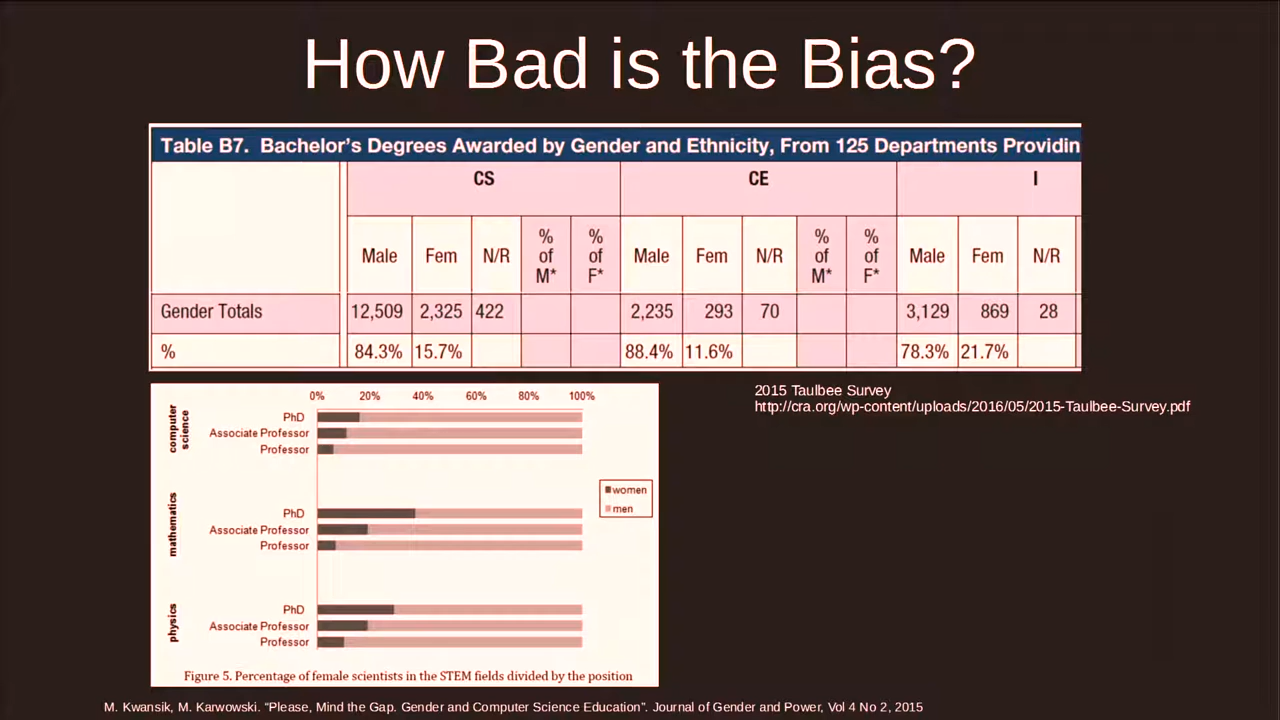 How Bad is the Bias?
Table B7. Bachelor's Degrees Awarded by Gender and Ethnicity, From 125 Departments Providin
CS CE I
Male Fem N/R % of M* % of F* Male Fem N/R % of M* % of F* Male Fem N/R
Gender Totals 12,509 2,325 422 2,235 293 70 3,129 869 28
% 84.3% 15.7% 88.4% 11.6% 78.3% 21.7%
2015 Taulbee Survey
http://cra.org/wp-content/uploads/2016/05/2015-Taulbee-Survey.pdf
0% 20% 40% 60% 80% 100%
computer science
PhD
Associate Professor
Professor
mathematics
PhD
Associate Professor
Professor
physics
PhD
Associate Professor
Professor
women
men
Figure 5. Percentage of female scientists in the STEM fields divided by the position
M. Kwansik, M. Karwowski. "Please, Mind the Gap. Gender and Computer Science Education". Journal of Gender and Power, Vol 4 No 2, 2015